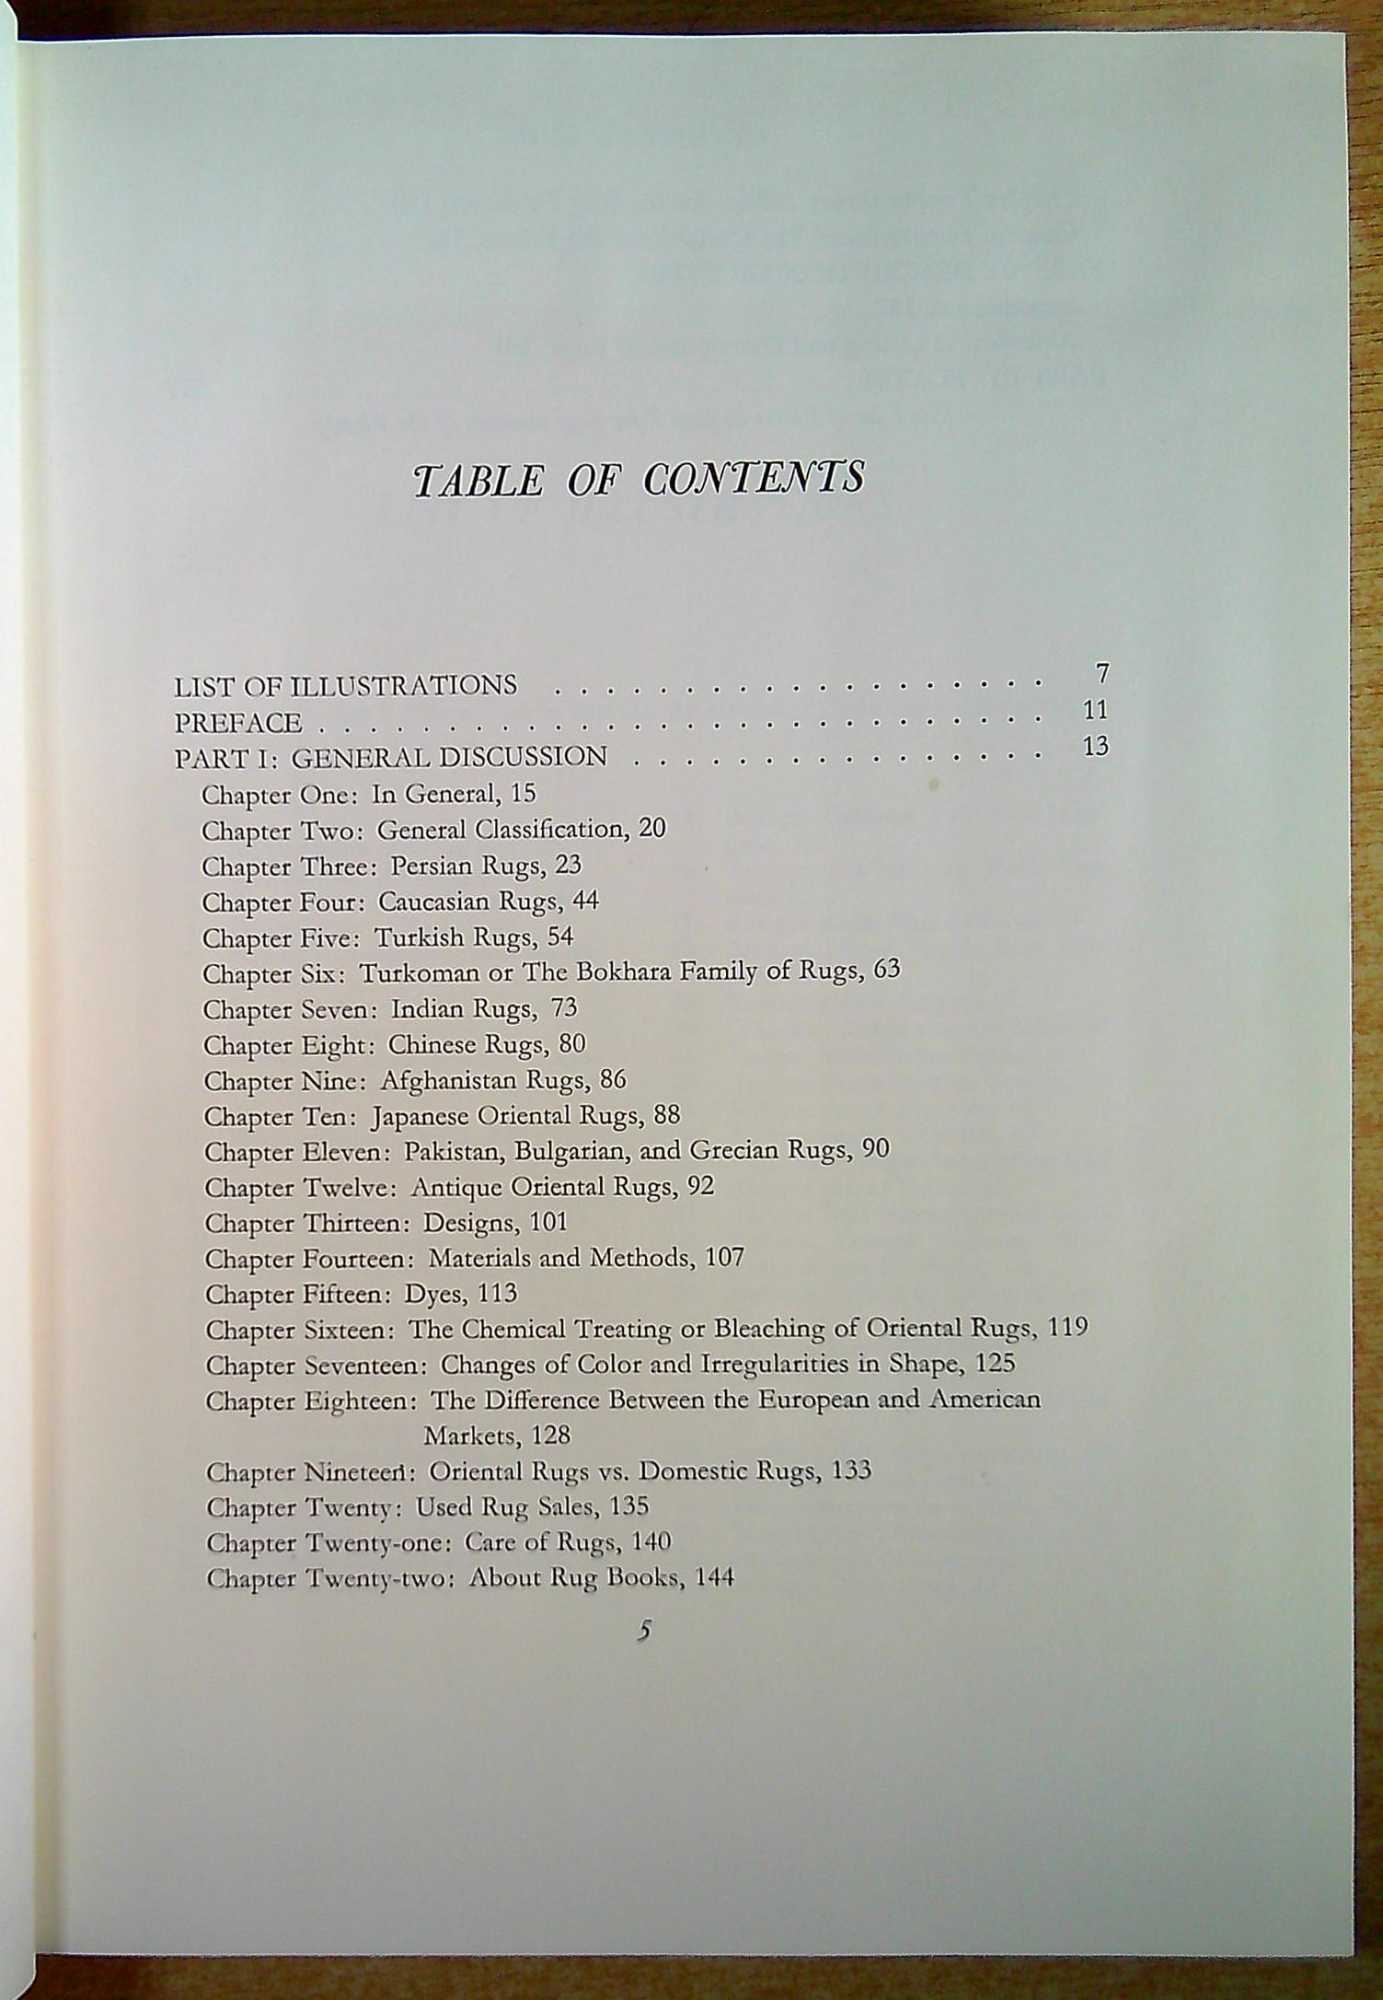 TABLE OF CONTENTS
LIST OF ILLUSTRATIONS . . . . . . . . . . . . . . . . . . . 7
PREFACE . . . . . . . . . . . . . . . . . . . . . . . . . . . . 11
PART I: GENERAL DISCUSSION . . . . . . . . . . . . . . . . 13
Chapter One: In General, 15
Chapter Two: General Classification, 20
Chapter Three: Persian Rugs, 23
Chapter Four: Caucasian Rugs, 44
Chapter Five: Turkish Rugs, 54
Chapter Six: Turkoman or The Bokhara Family of Rugs, 63
Chapter Seven: Indian Rugs, 73
Chapter Eight: Chinese Rugs, 80
Chapter Nine: Afghanistan Rugs, 86
Chapter Ten: Japanese Oriental Rugs, 88
Chapter Eleven: Pakistan, Bulgarian, and Grecian Rugs, 90
Chapter Twelve: Antique Oriental Rugs, 92
Chapter Thirteen: Designs, 101
Chapter Fourteen: Materials and Methods, 107
Chapter Fifteen: Dyes, 113
Chapter Sixteen: The Chemical Treating or Bleaching of Oriental Rugs, 119
Chapter Seventeen: Changes of Color and Irregularities in Shape, 125
Chapter Eighteen: The Difference Between the European and American
Markets, 128
Chapter Nineteen: Oriental Rugs vs. Domestic Rugs, 133
Chapter Twenty: Used Rug Sales, 135
Chapter Twenty-one: Care of Rugs, 140
Chapter Twenty-two: About Rug Books, 144
5